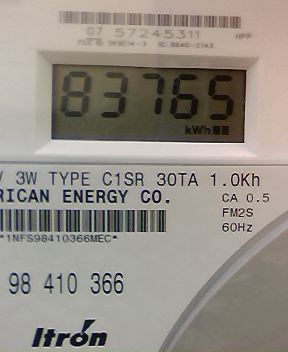 07 57245311
83765
kWh
V 3W TYPE C1SR 30TA 1.0Kh
RICAN ENERGY CO.
CA 0.5
FM2S
60Hz
*1NFS98410366MEC*
98 410 366
Itron